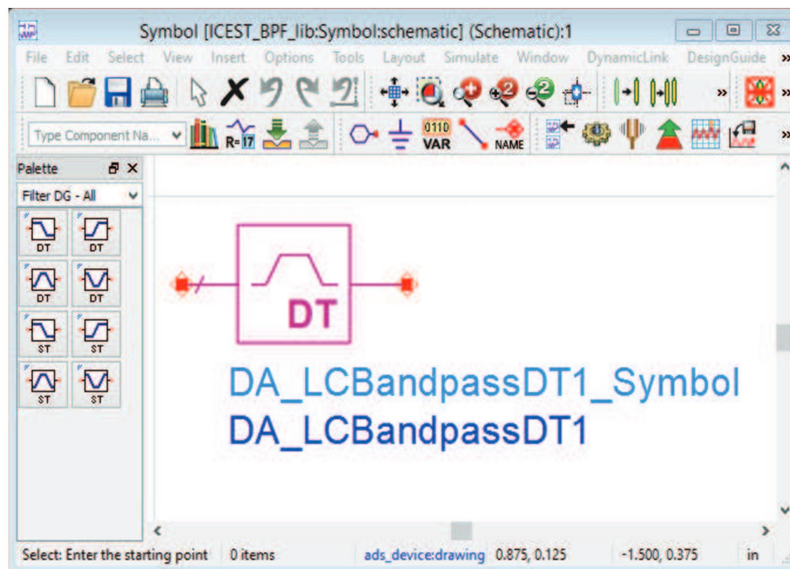 Symbol [ICEST_BPF_lib:Symbol:schematic] (Schematic):1
File Edit Select View Insert Options Tools Layout Simulate Window DynamicLink DesignGuide »
» »
Type Component Na... R=17 0110 VAR NAME »
Palette
Filter DG - All
DT DT
DT DT
ST ST
ST ST
DT
DA_LCBandpassDT1_Symbol
DA_LCBandpassDT1
Select: Enter the starting point 0 items ads_device:drawing 0.875, 0.125 -1.500, 0.375 in